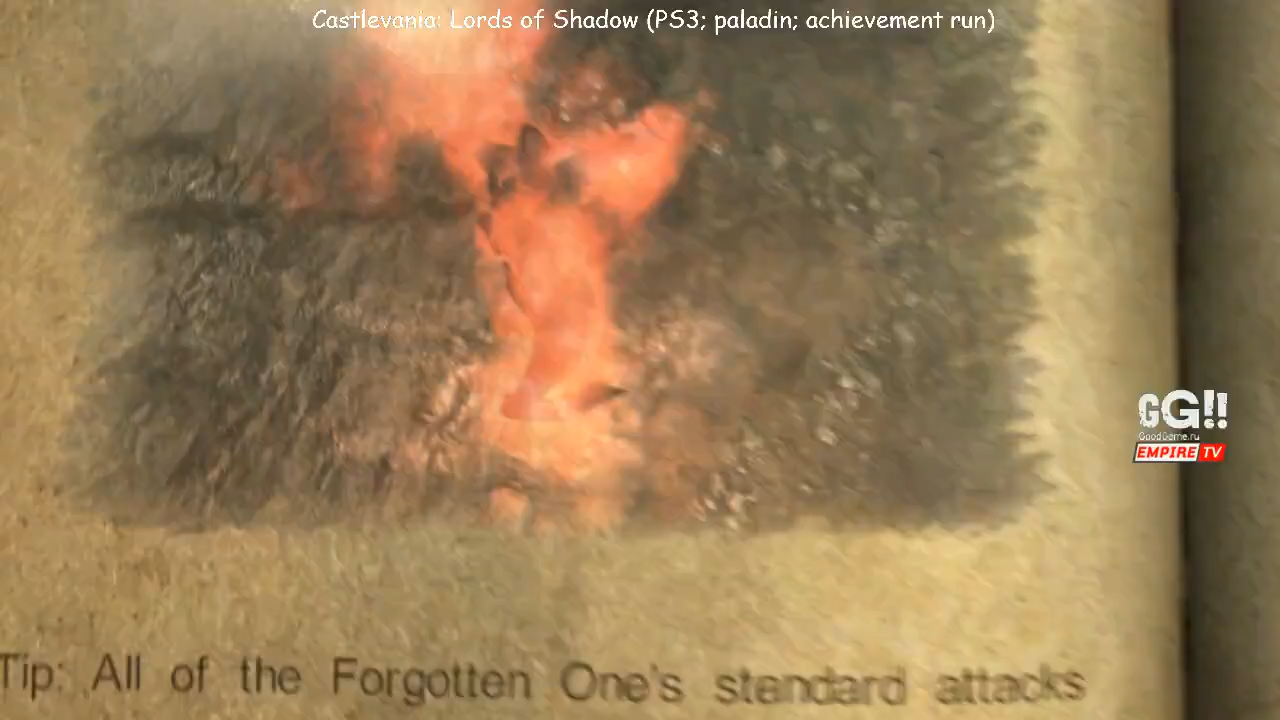 Castlevania: Lords of Shadow (PS3; paladin; achievement run)
GG!!
GoodGame.ru
EMPIRE TV
Tip: All of the Forgotten One's standard attacks